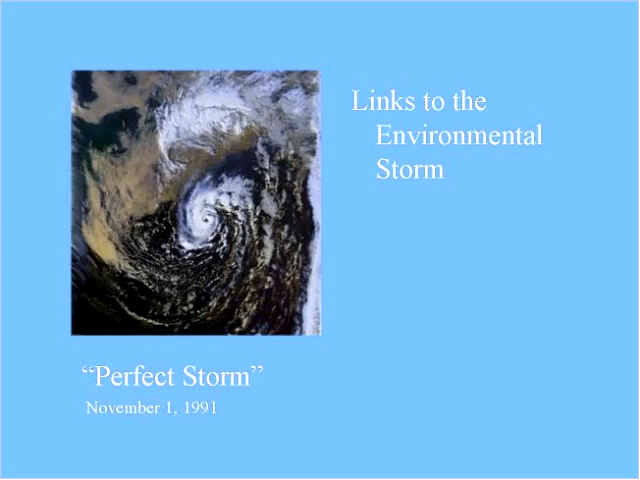 Links to the
Environmental
Storm
“Perfect Storm”
November 1, 1991